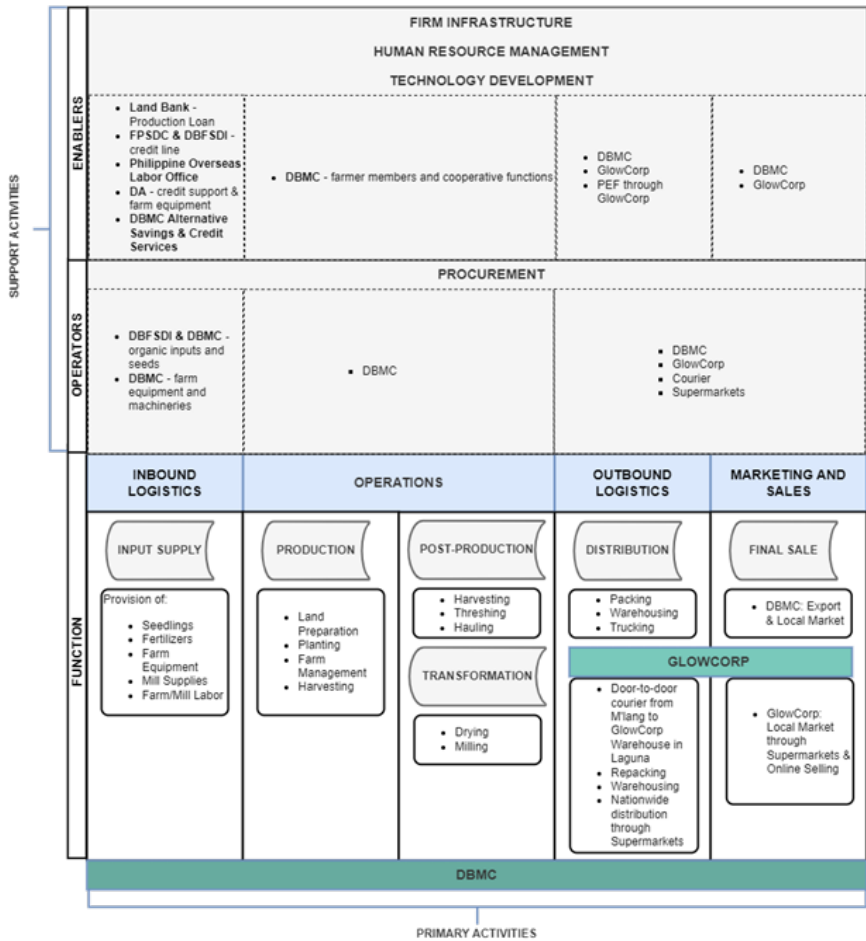 FIRM INFRASTRUCTURE
HUMAN RESOURCE MANAGEMENT
TECHNOLOGY DEVELOPMENT
SUPPORT ACTIVITIES
ENABLERS
Land Bank -
Production Loan
FPSDC & DBFSDI -
credit line
Philippine Overseas
Labor Office
DA - credit support &
farm equipment
DBMC Alternative
Savings & Credit
Services
DBMC - farmer members and cooperative functions
DBMC
GlowCorp
PEF through
GlowCorp
DBMC
GlowCorp
PROCUREMENT
OPERATORS
DBFSDI & DBMC -
organic inputs and
seeds
DBMC - farm
equipment and
machineries
DBMC
DBMC
GlowCorp
Courier
Supermarkets
FUNCTION
INBOUND
LOGISTICS
OPERATIONS
OUTBOUND
LOGISTICS
MARKETING AND
SALES
INPUT SUPPLY
Provision of:
Seedlings
Fertilizers
Farm
Equipment
Mill Supplies
Farm/Mill Labor
PRODUCTION
Land
Preparation
Planting
Farm
Management
Harvesting
POST-PRODUCTION
Harvesting
Threshing
Hauling
TRANSFORMATION
Drying
Milling
DISTRIBUTION
Packing
Warehousing
Trucking
FINAL SALE
DBMC: Export
& Local Market
GLOWCORP
Door-to-door
courier from
M'lang to
GlowCorp
Warehouse in
Laguna
Repacking
Warehousing
Nationwide
distribution
through
Supermarkets
GlowCorp:
Local Market
through
Supermarkets &
Online Selling
DBMC
PRIMARY ACTIVITIES